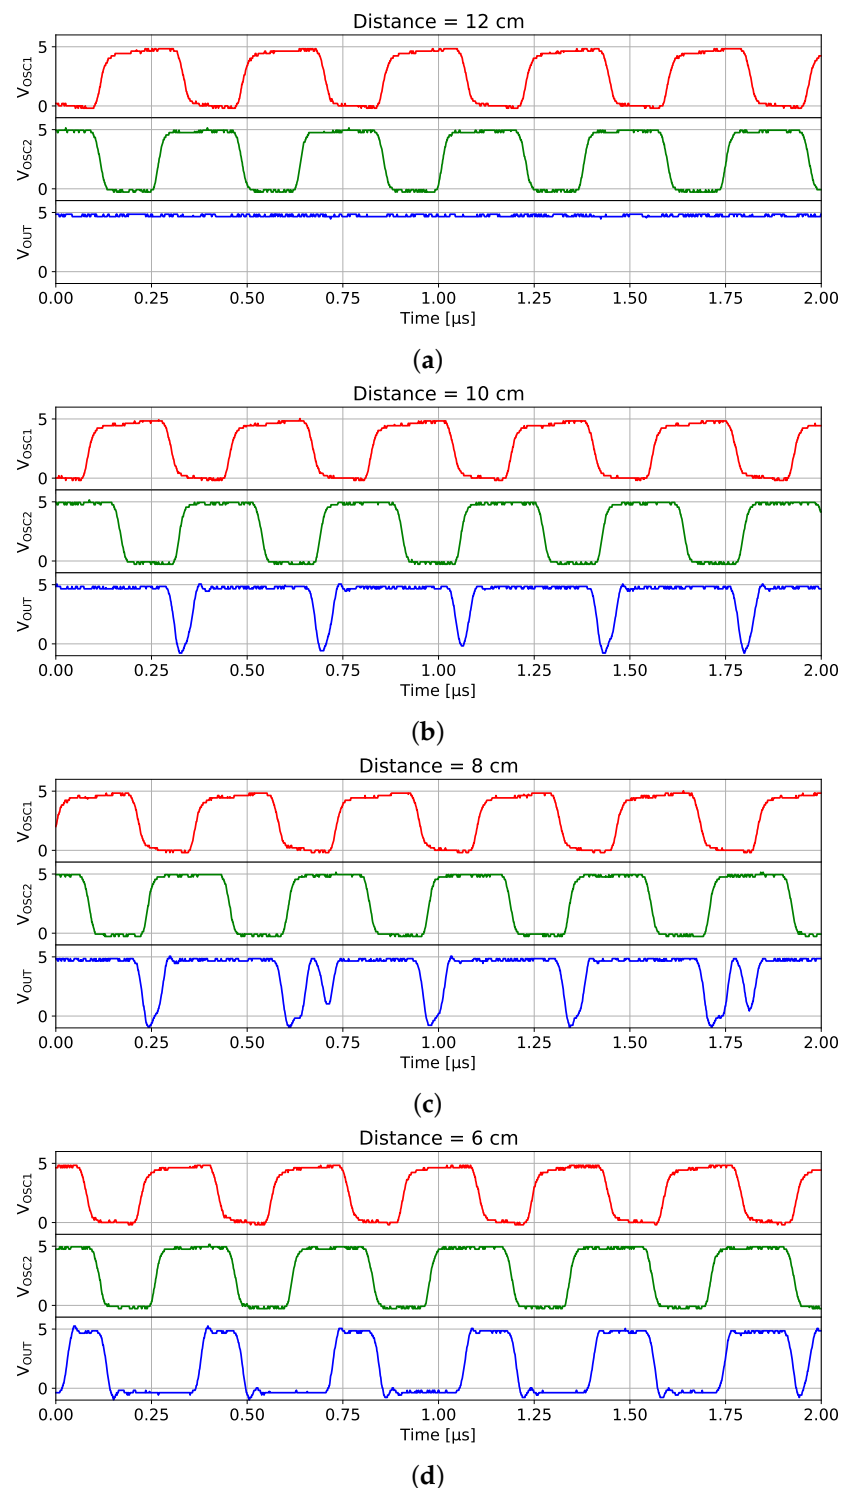 Distance = 12 cm
5
0
V_OSC1
5
0
V_OSC2
5
0
V_OUT
0.00 0.25 0.50 0.75 1.00 1.25 1.50 1.75 2.00
Time [µs]
(a)
Distance = 10 cm
5
0
V_OSC1
5
0
V_OSC2
5
0
V_OUT
0.00 0.25 0.50 0.75 1.00 1.25 1.50 1.75 2.00
Time [µs]
(b)
Distance = 8 cm
5
0
V_OSC1
5
0
V_OSC2
5
0
V_OUT
0.00 0.25 0.50 0.75 1.00 1.25 1.50 1.75 2.00
Time [µs]
(c)
Distance = 6 cm
5
0
V_OSC1
5
0
V_OSC2
5
0
V_OUT
0.00 0.25 0.50 0.75 1.00 1.25 1.50 1.75 2.00
Time [µs]
(d)